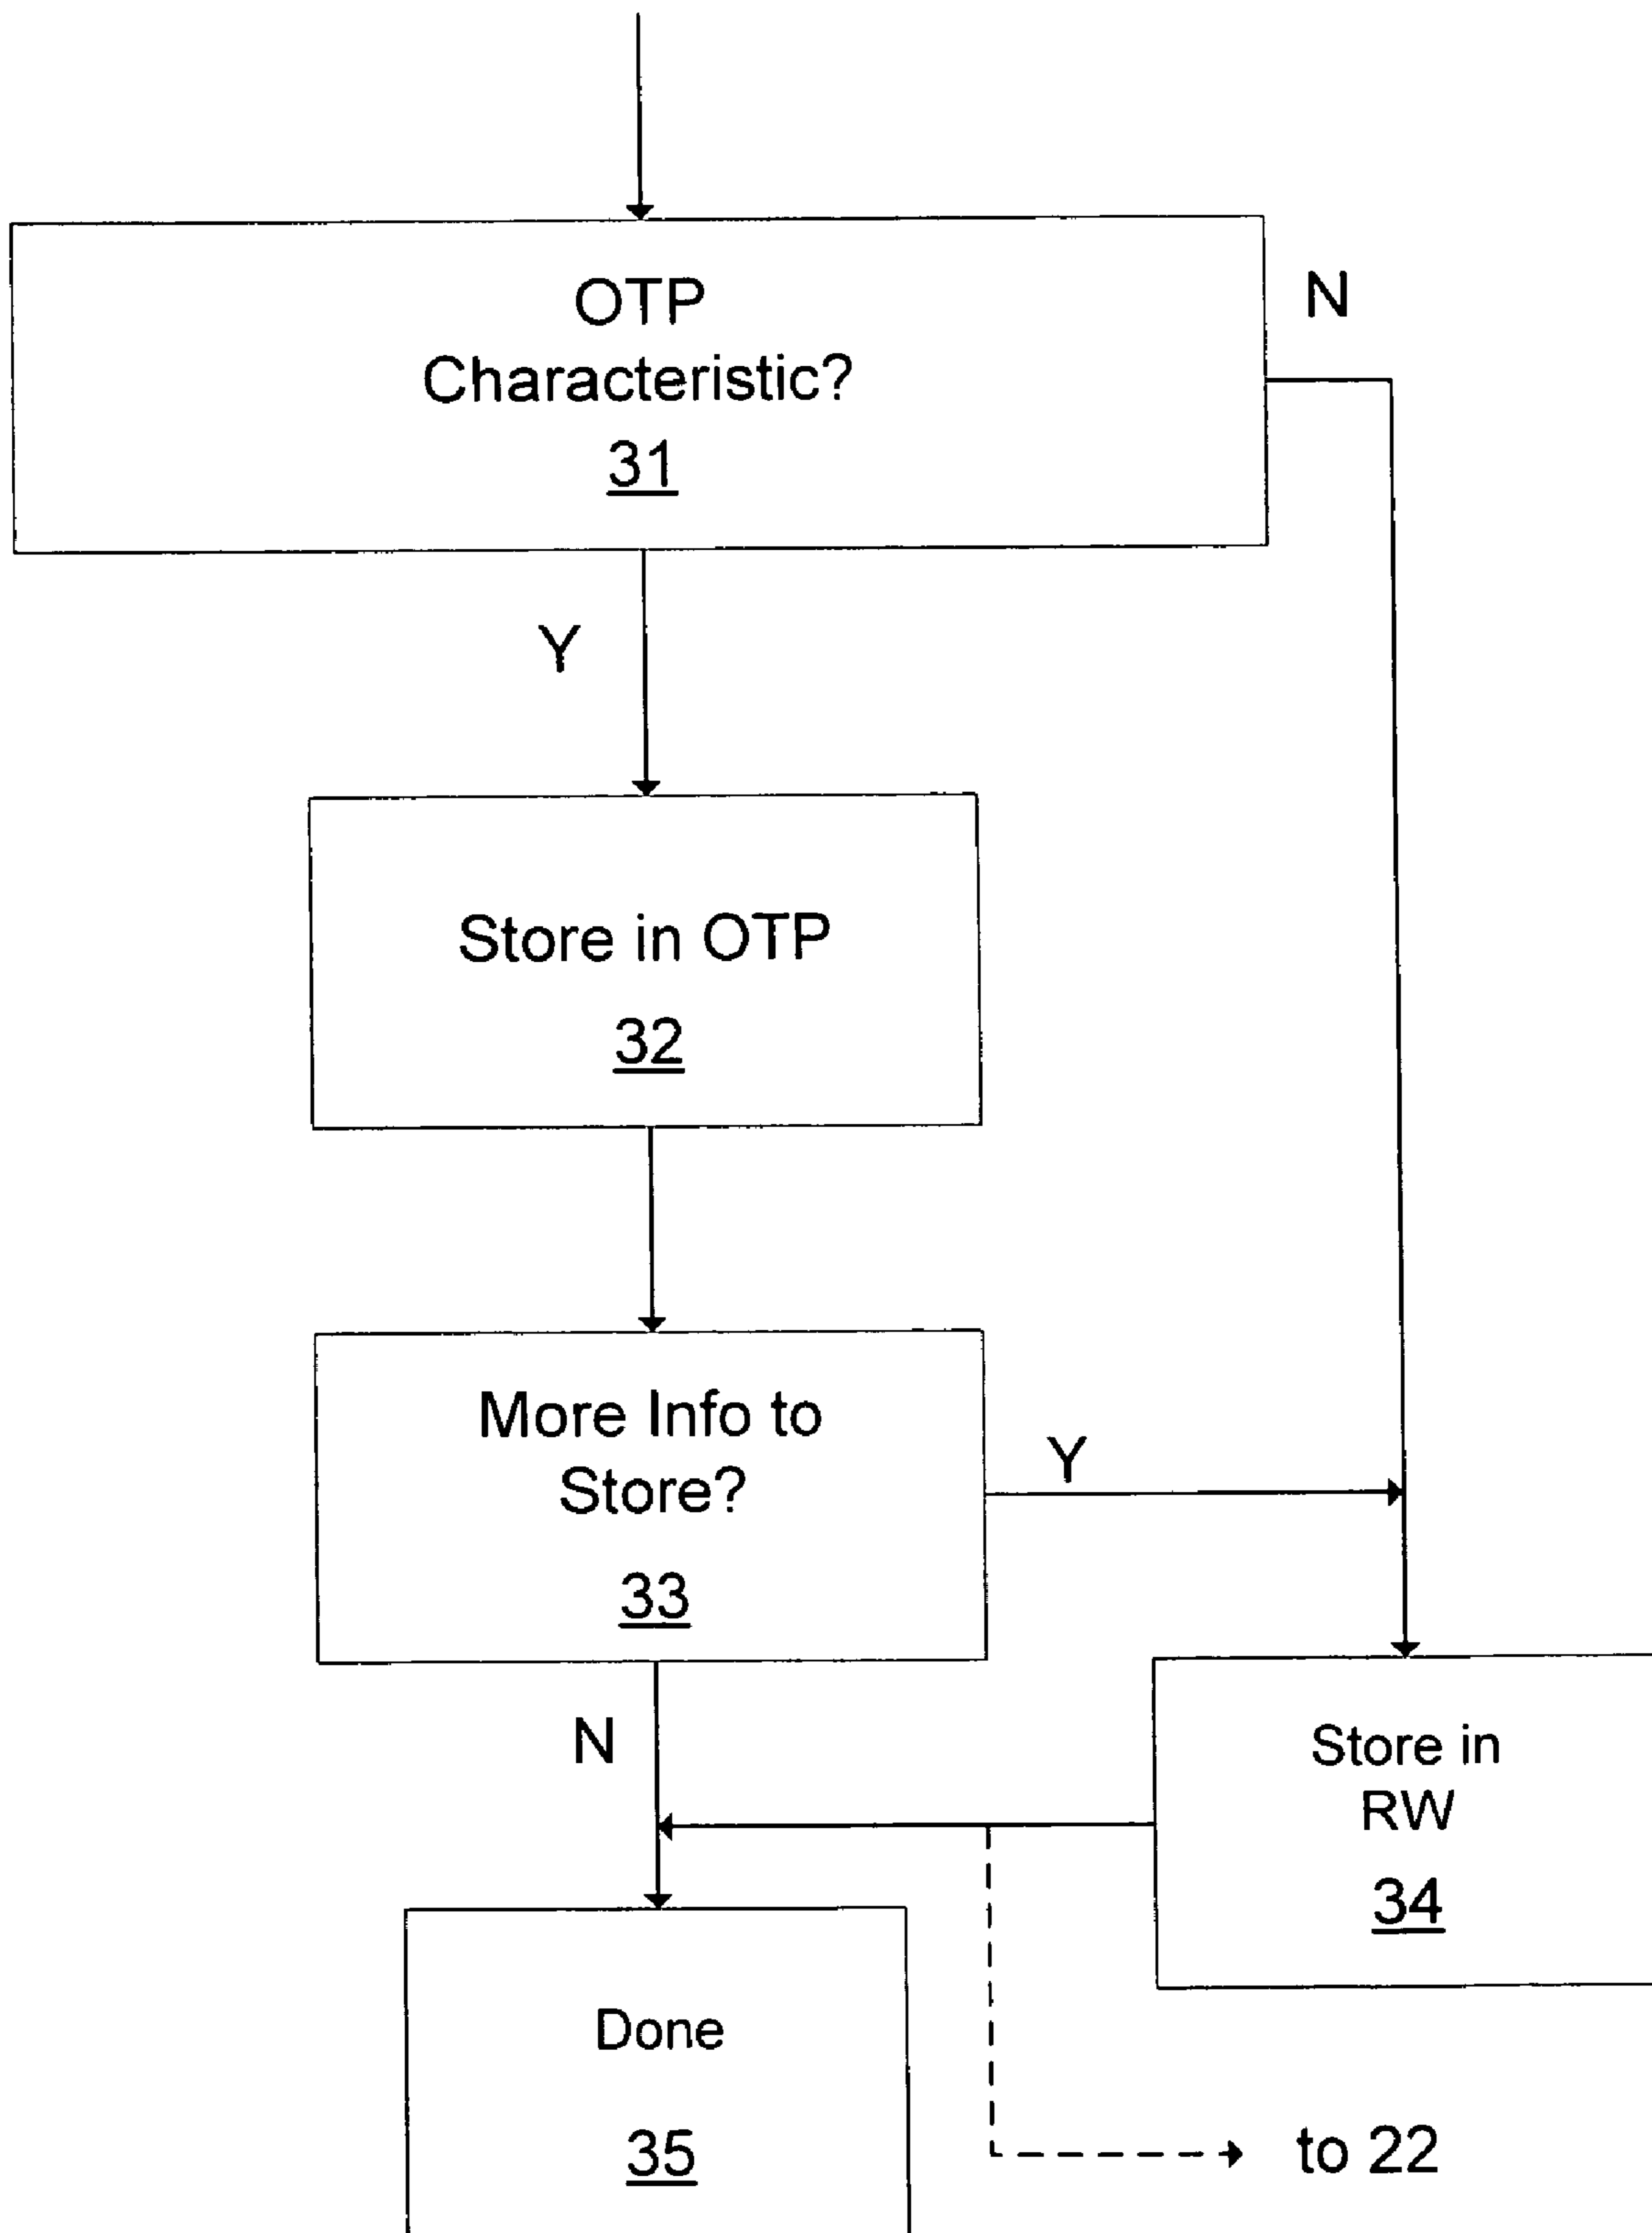 OTP
Characteristic?
31
N
Y
Store in OTP
32
More Info to
Store?
33
Y
N
Store in
RW
34
Done
35
to 22